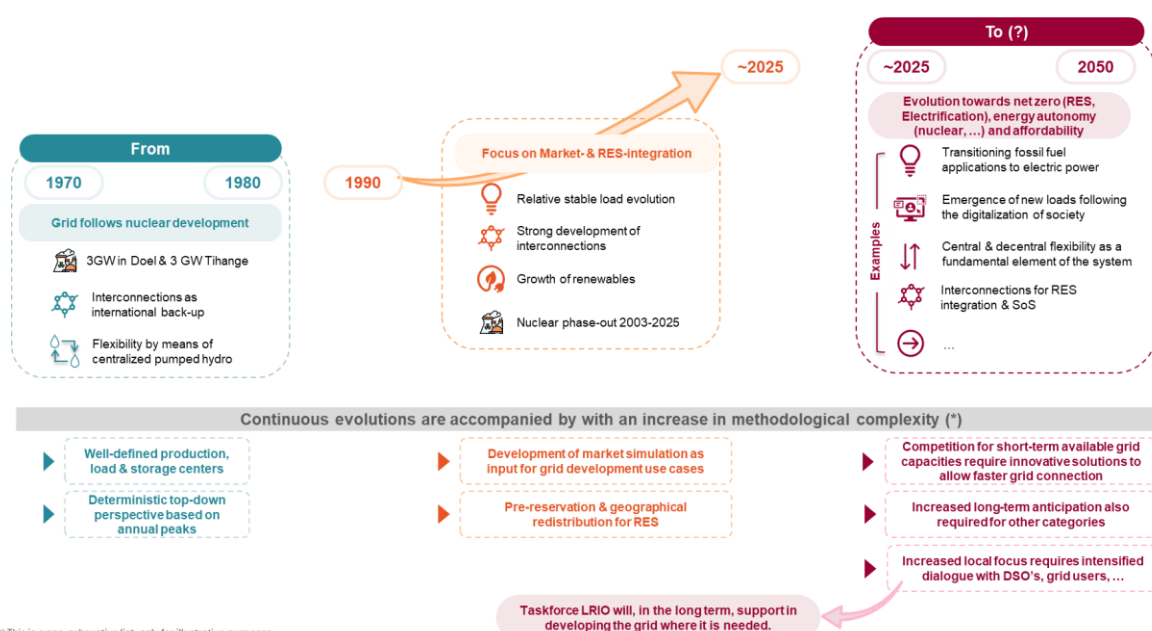 From
1970
1980
Grid follows nuclear development
3GW in Doel & 3 GW Tihange
Interconnections as
international back-up
Flexibility by means of
centralized pumped hydro
1990
~2025
Focus on Market- & RES-integration
Relative stable load evolution
Strong development of
interconnections
Growth of renewables
Nuclear phase-out 2003-2025
To (?)
~2025
2050
Evolution towards net zero (RES,
Electrification), energy autonomy
(nuclear, ...) and affordability
Examples
Transitioning fossil fuel
applications to electric power
Emergence of new loads following
the digitalization of society
Central & decentral flexibility as a
fundamental element of the system
Interconnections for RES
integration & SoS
...
Continuous evolutions are accompanied by with an increase in methodological complexity (*)
Well-defined production,
load & storage centers
Deterministic top-down
perspective based on
annual peaks
Development of market simulation as
input for grid development use cases
Pre-reservation & geographical
redistribution for RES
Competition for short-term available grid
capacities require innovative solutions to
allow faster grid connection
Increased long-term anticipation also
required for other categories
Increased local focus requires intensified
dialogue with DSO's, grid users, ...
Taskforce LRIO will, in the long term, support in
developing the grid where it is needed.